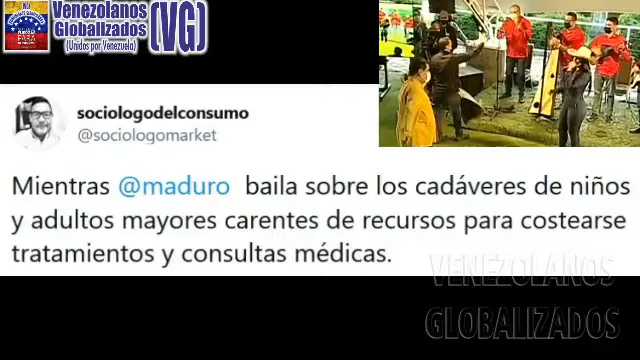 Venezolanos
Globalizados
(Unidos por Venezuela)
(VG)
sociologodelconsumo
@sociologomarket
Mientras @maduro baila sobre los cadáveres de niños
y adultos mayores carentes de recursos para costearse
tratamientos y consultas médicas.
VENEZOLANOS
GLOBALIZADOS